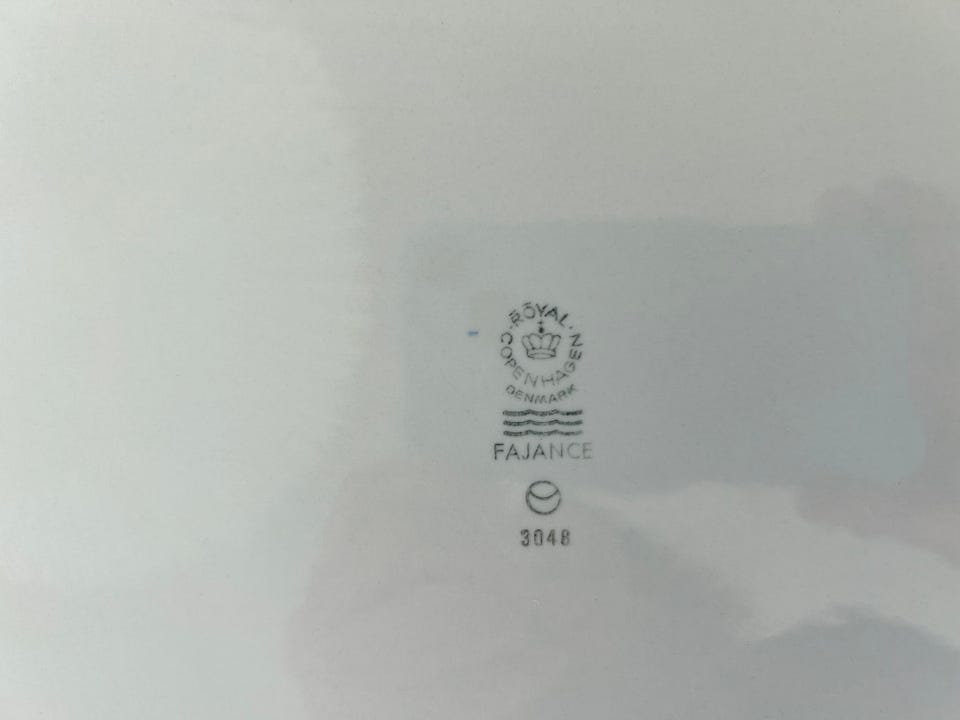 ROYAL
COPENHAGEN
DENMARK
FAJANCE
3048